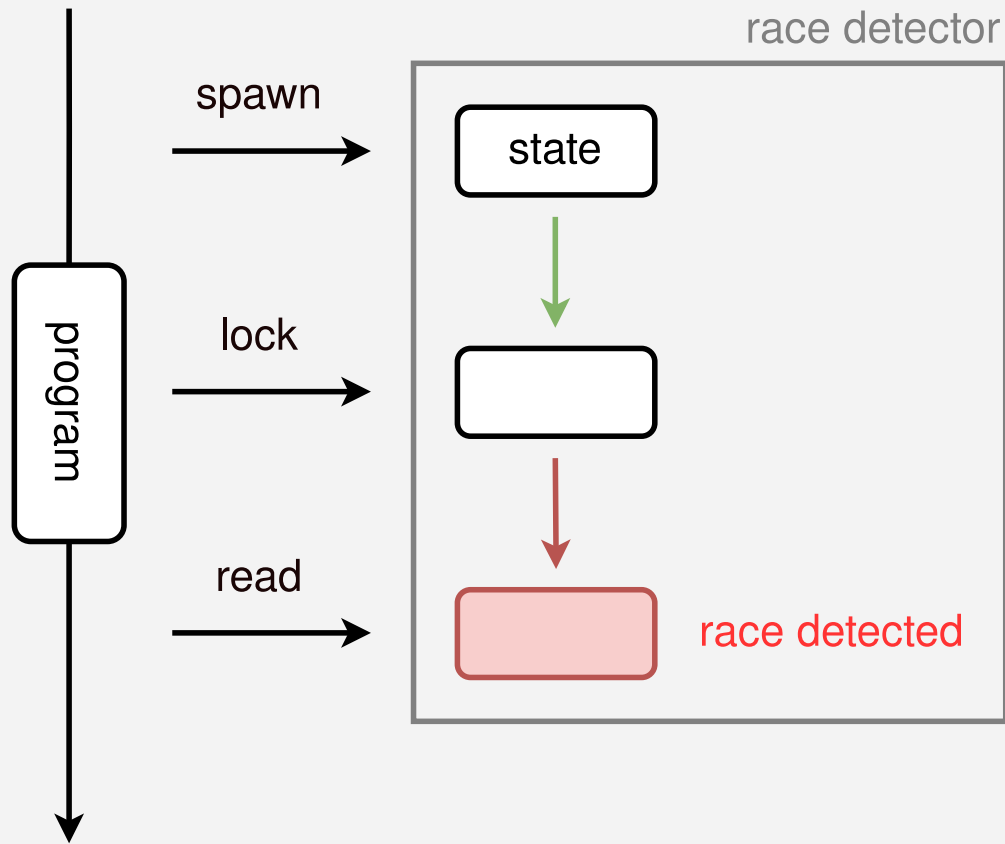 race detector
spawn
state
program
lock
read
race detected